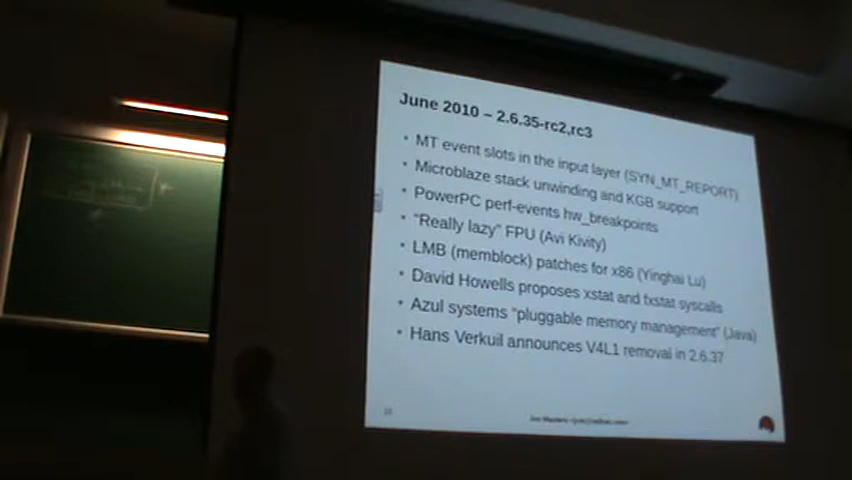 June 2010 – 2.6.35-rc2,rc3
• MT event slots in the input layer (SYN_MT_REPORT)
• Microblaze stack unwinding and KGB support
• PowerPC perf-events hw_breakpoints
• "Really lazy" FPU (Avi Kivity)
• LMB (memblock) patches for x86 (Yinghai Lu)
• David Howells proposes xstat and fxstat syscalls
• Azul systems "pluggable memory management" (Java)
• Hans Verkuil announces V4L1 removal in 2.6.37